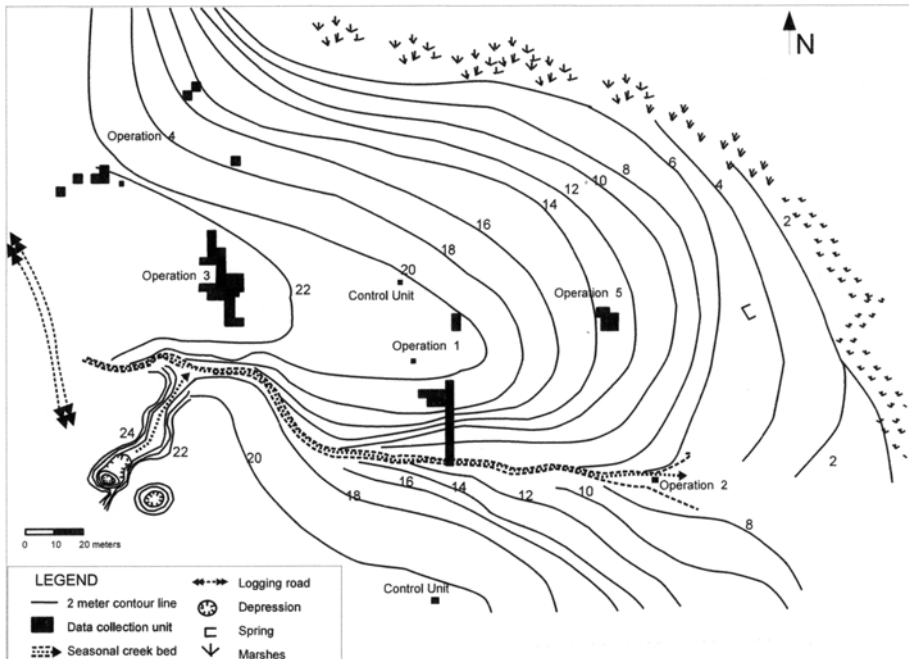 N
Operation 4
8
6
4
12
10
14
2
16
18
20
Operation 3
22
Control Unit
Operation 5
Operation 1
24
22
20
Operation 2
2
16
14
12
10
18
8
0 10 20 meters
Control Unit
LEGEND
2 meter contour line
Data collection unit
Seasonal creek bed
Logging road
Depression
Spring
Marshes